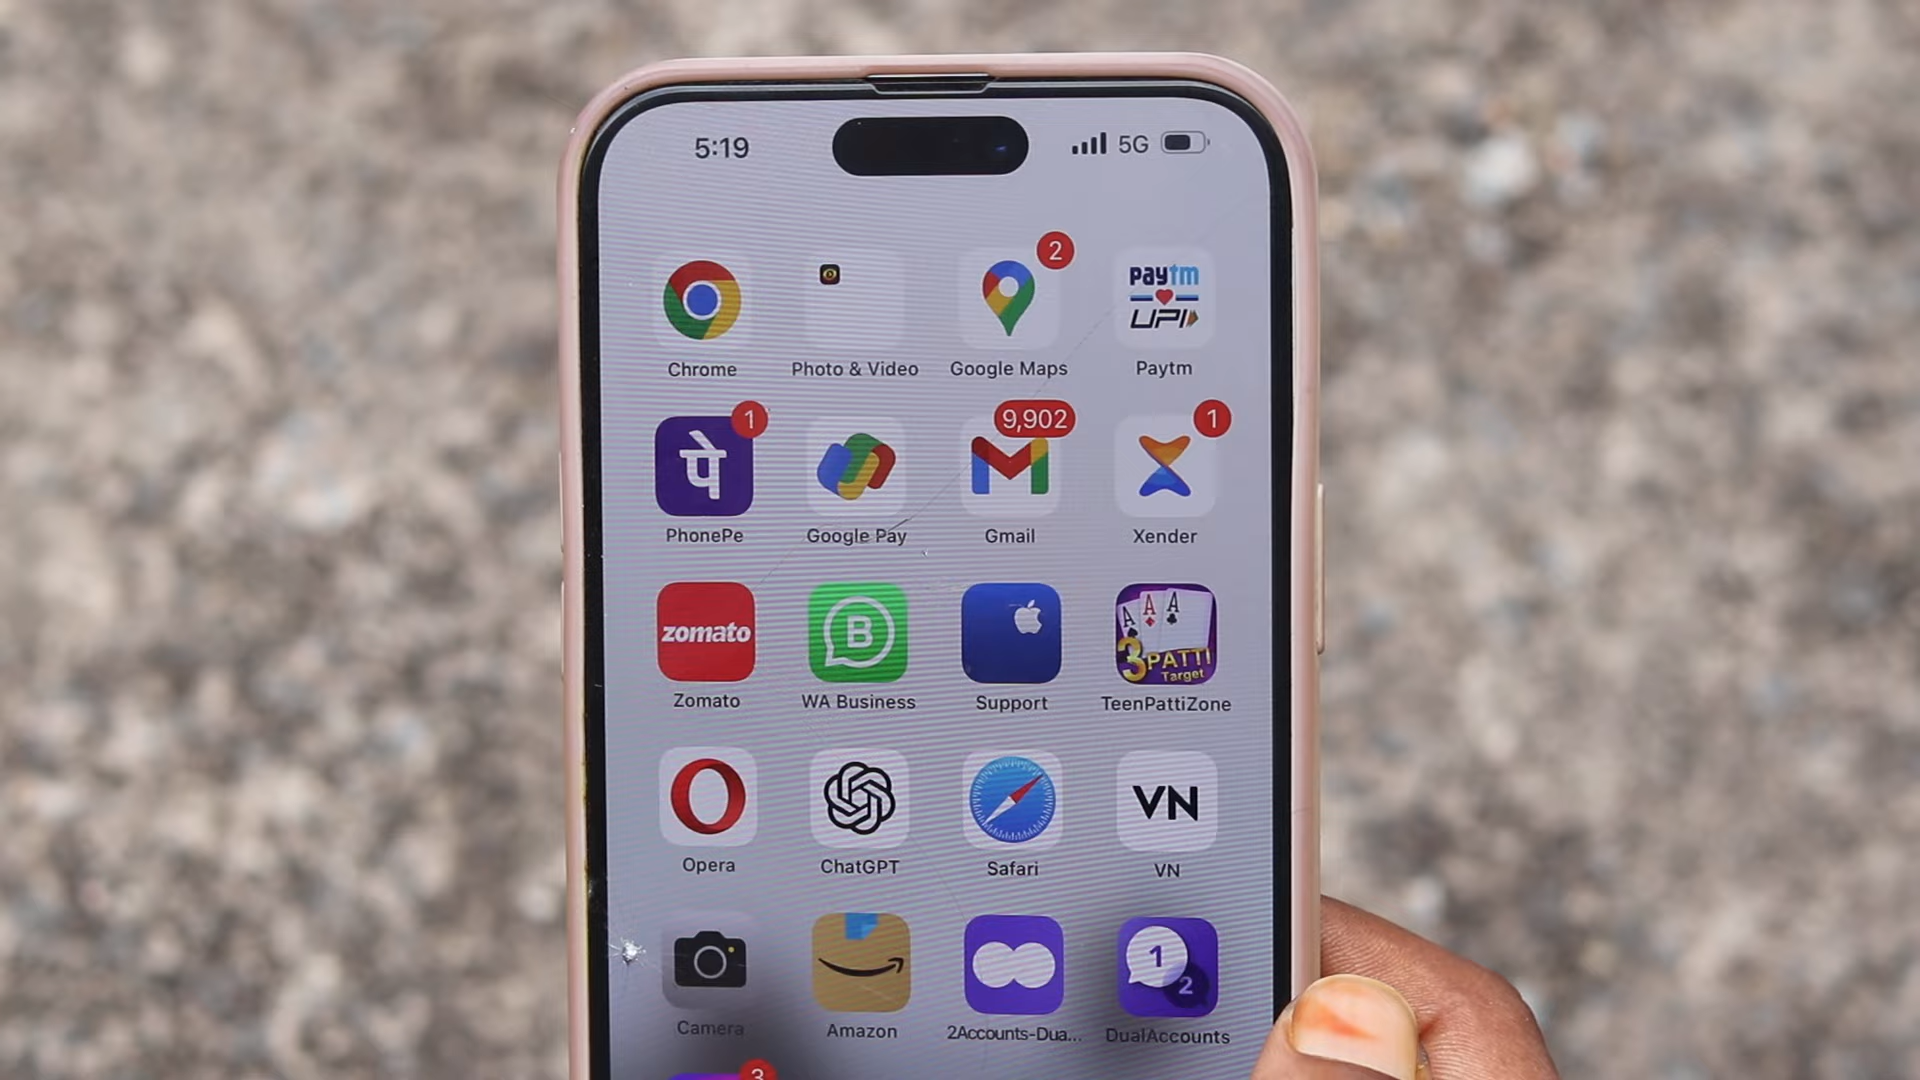 5:19
5G
2
paytm
UPI
Chrome
Photo & Video
Google Maps
Paytm
1
9,902
1
पे
PhonePe
Google Pay
Gmail
Xender
zomato
B
A A A
3 PATTI
Target
Zomato
WA Business
Support
TeenPattiZone
VN
Opera
ChatGPT
Safari
VN
1
2
Camera
Amazon
2Accounts-Dua...
DualAccounts
3